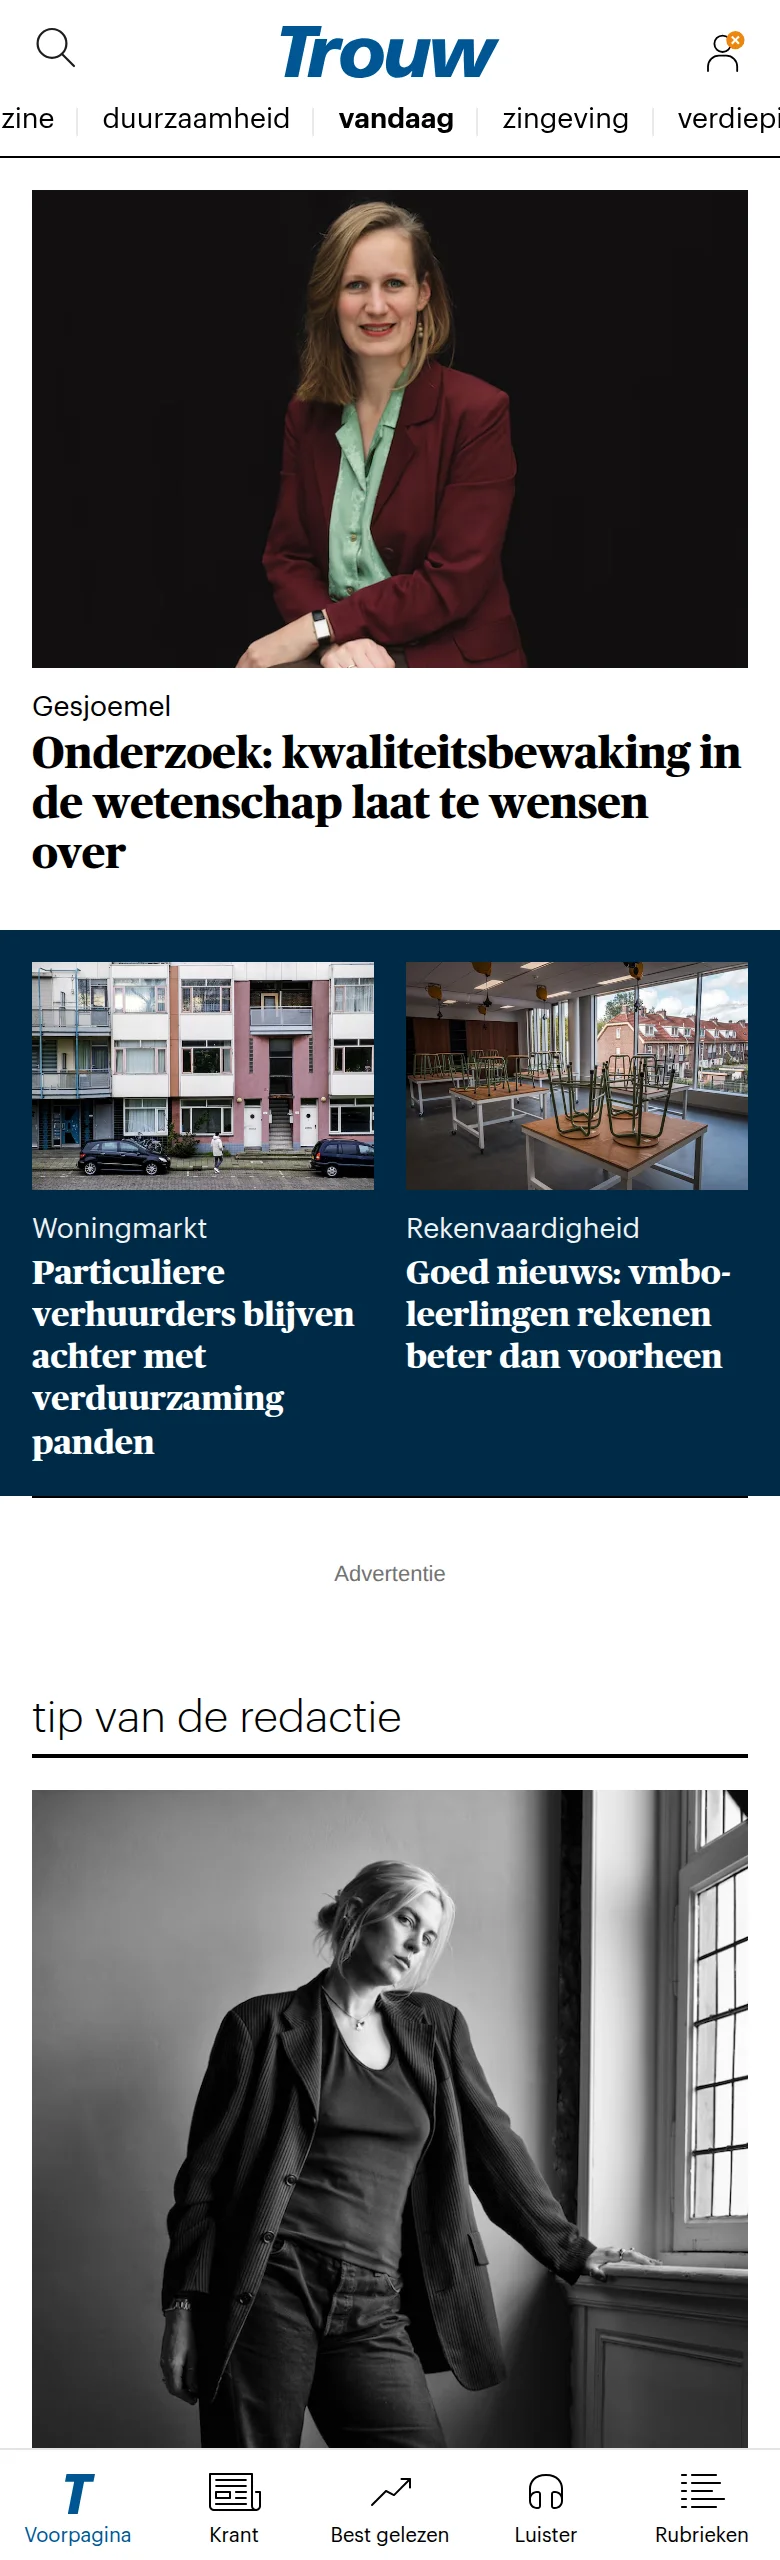 Trouw
zine
duurzaamheid
vandaag
zingeving
verdiepi
Gesjoemel
Onderzoek: kwaliteitsbewaking in
de wetenschap laat te wensen
over
Woningmarkt
Particuliere
verhuurders blijven
achter met
verduurzaming
panden
Rekenvaardigheid
Goed nieuws: vmbo-
leerlingen rekenen
beter dan voorheen
Advertentie
tip van de redactie
T
Voorpagina
Krant
Best gelezen
Luister
Rubrieken